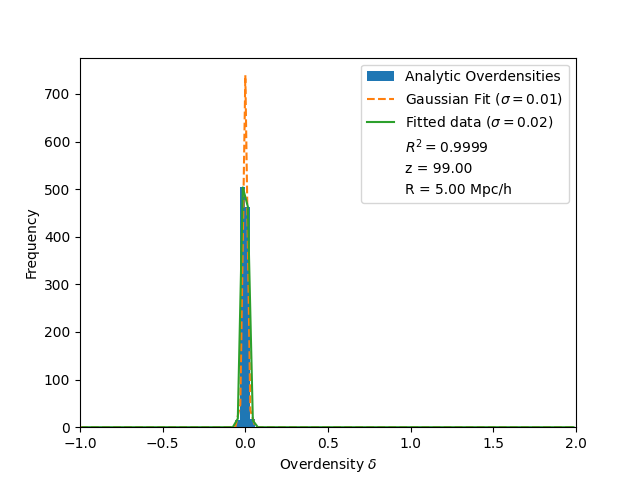 Analytic Overdensities
Gaussian Fit (σ = 0.01)
Fitted data (σ = 0.02)
R² = 0.9999
z = 99.00
R = 5.00 Mpc/h
700
600
500
400
300
200
100
0
Frequency
−1.0 −0.5 0.0 0.5 1.0 1.5 2.0
Overdensity δ